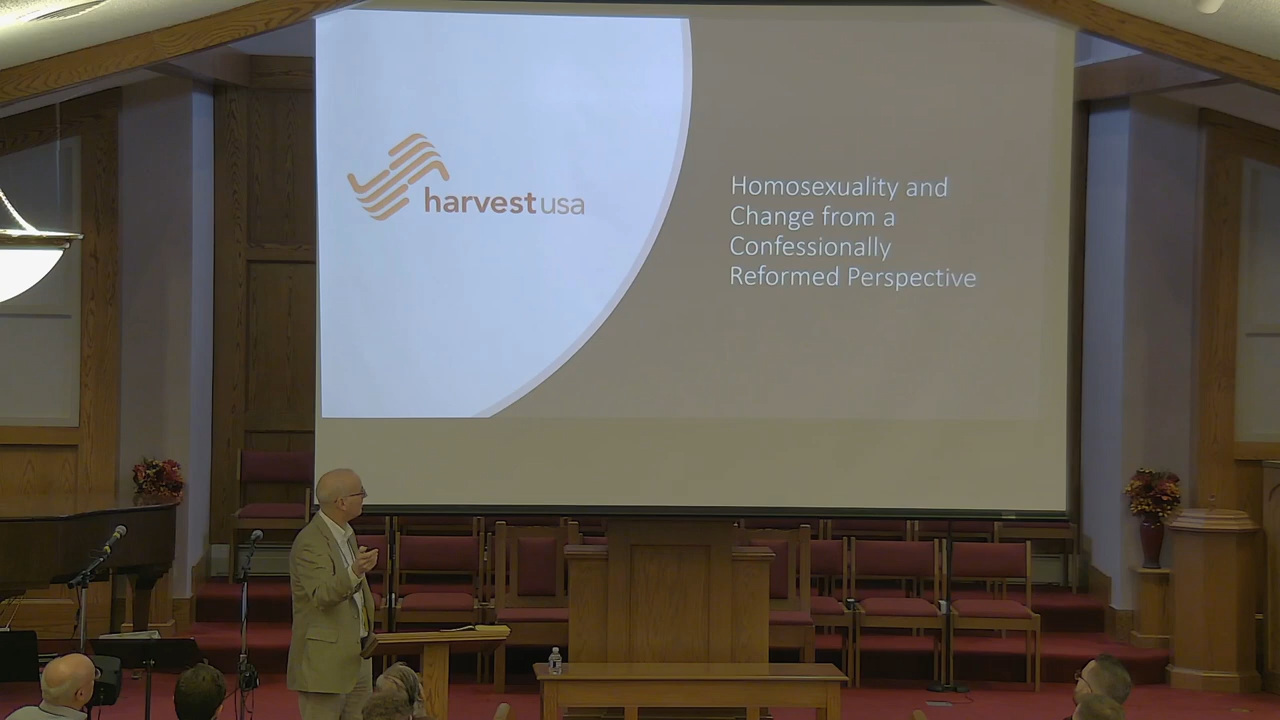 harvest usa
Homosexuality and
Change from a
Confessionally
Reformed Perspective